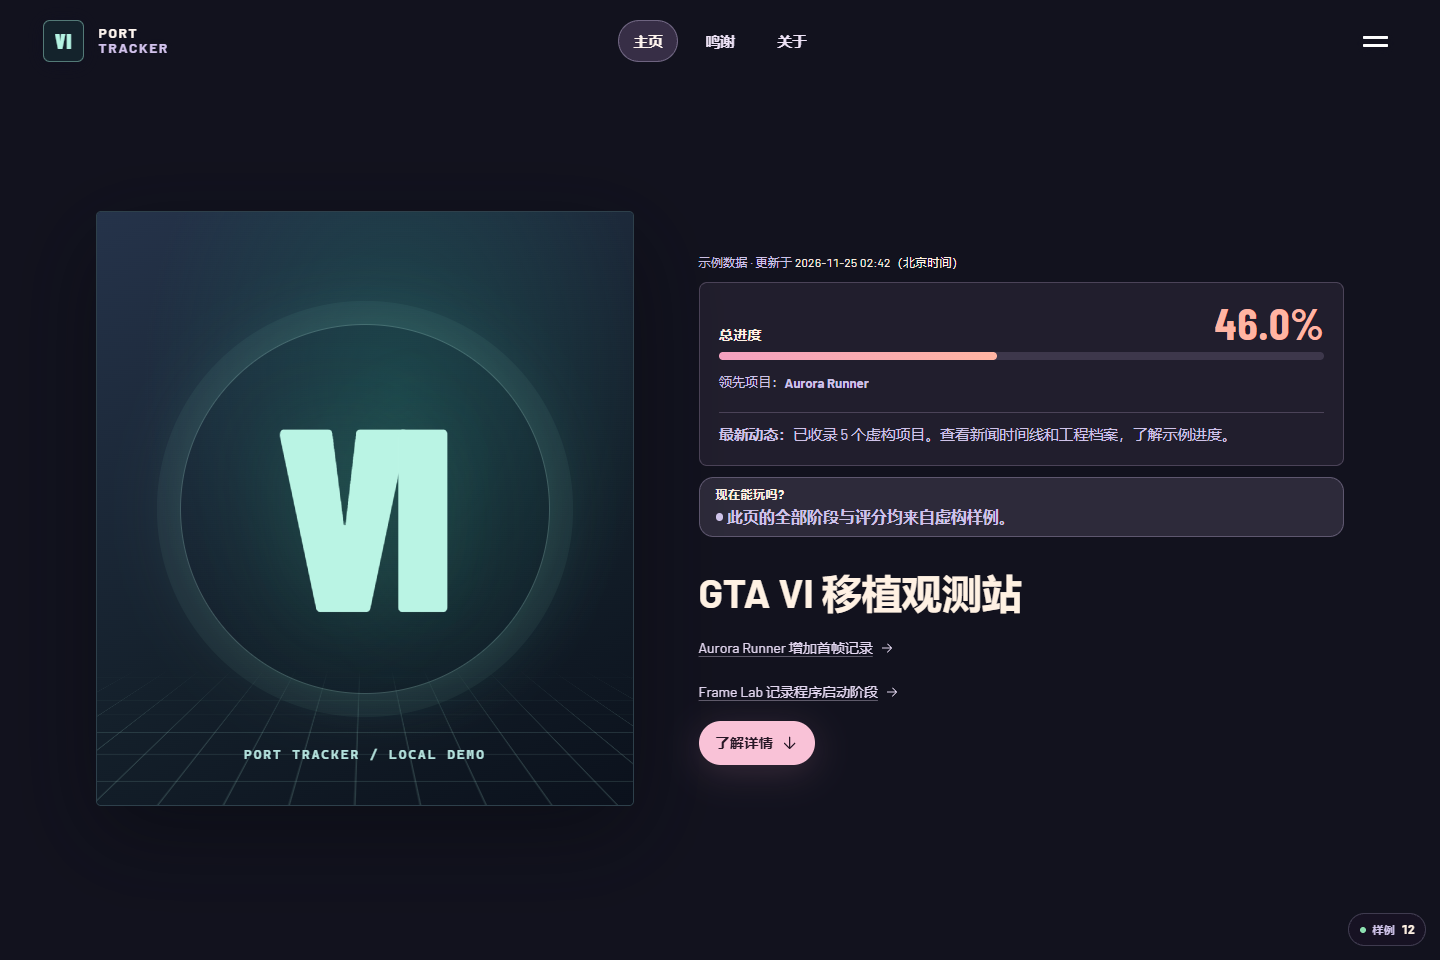 VI
PORT
TRACKER
主页
鸣谢
关于
VI
PORT TRACKER / LOCAL DEMO
示例数据 · 更新于 2026-11-25 02:42（北京时间）
总进度
46.0%
领先项目：Aurora Runner
最新动态：已收录 5 个虚构项目。查看新闻时间线和工程档案，了解示例进度。
现在能玩吗？
此页的全部阶段与评分均来自虚构样例。
GTA VI 移植观测站
Aurora Runner 增加首帧记录 →
Frame Lab 记录程序启动阶段 →
了解详情 ↓
样例 12